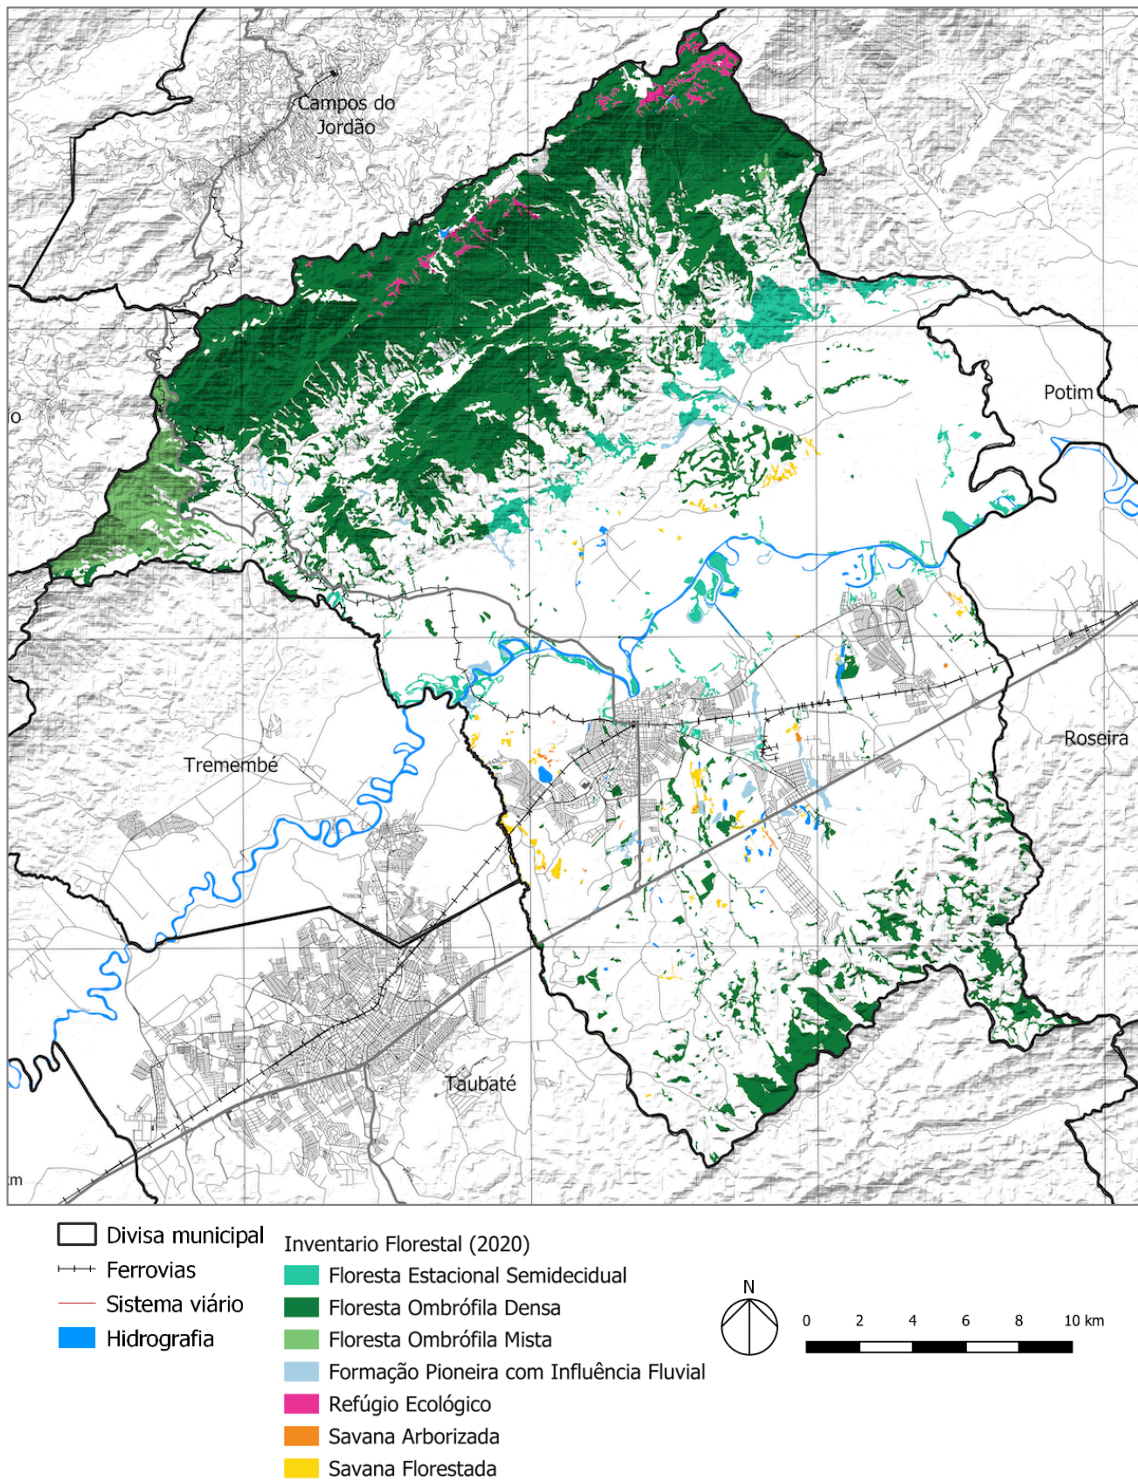 Campos do
Jordão
Potim
o
Roseira
Tremembé
Taubaté
m
Divisa municipal
Ferrovias
Sistema viário
Hidrografia
Inventario Florestal (2020)
Floresta Estacional Semidecidual
Floresta Ombrófila Densa
Floresta Ombrófila Mista
Formação Pioneira com Influência Fluvial
Refúgio Ecológico
Savana Arborizada
Savana Florestada
N
0 2 4 6 8 10 km